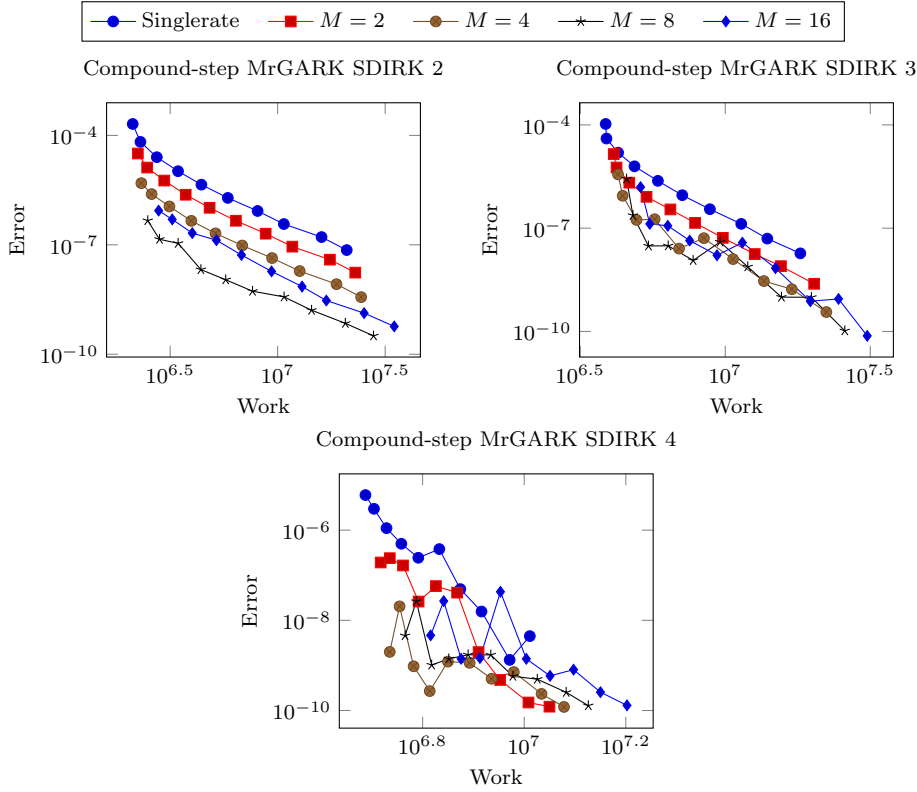 Singlerate M = 2 M = 4 M = 8 M = 16
Compound-step MrGARK SDIRK 2
10^−4
10^−7
10^−10
Error
10^6.5 10^7 10^7.5
Work
Compound-step MrGARK SDIRK 3
10^−4
10^−7
10^−10
Error
10^6.5 10^7 10^7.5
Work
Compound-step MrGARK SDIRK 4
10^−6
10^−8
10^−10
Error
10^6.8 10^7 10^7.2
Work